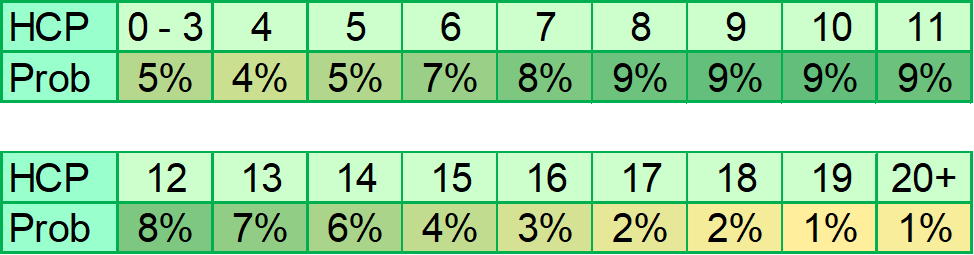 HCP 0 - 3 4 5 6 7 8 9 10 11
Prob 5% 4% 5% 7% 8% 9% 9% 9% 9%
HCP 12 13 14 15 16 17 18 19 20+
Prob 8% 7% 6% 4% 3% 2% 2% 1% 1%